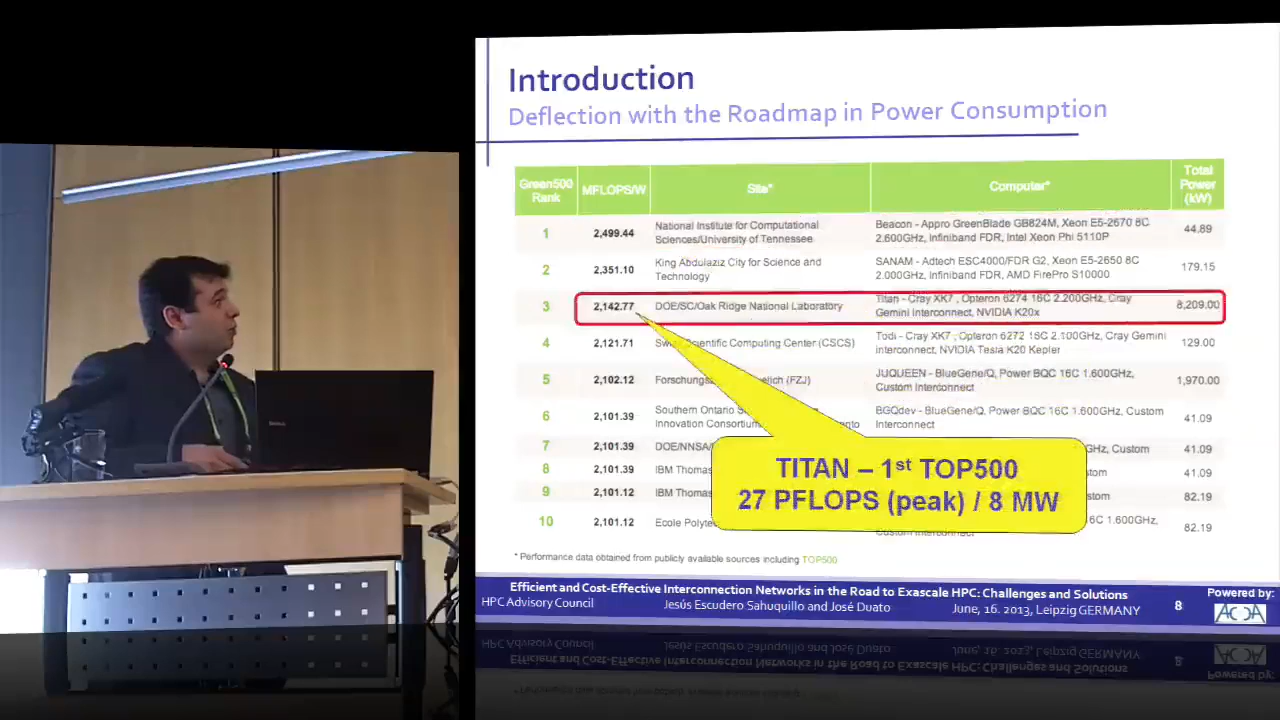 Introduction
Deflection with the Roadmap in Power Consumption
Green500 Rank MFLOPS/W Site* Computer* Total Power (kW)
1 2,499.44 National Institute for Computational Sciences/University of Tennessee Beacon - Appro GreenBlade GB824M, Xeon E5-2670 8C 2.600GHz, Infiniband FDR, Intel Xeon Phi 5110P 44.89
2 2,351.10 King Abdulaziz City for Science and Technology SANAM - Adtech ESC4000/FDR G2, Xeon E5-2650 8C 2.000GHz, Infiniband FDR, AMD FirePro S10000 179.15
3 2,142.77 DOE/SC/Oak Ridge National Laboratory Titan - Cray XK7 , Opteron 6274 16C 2.200GHz, Cray Gemini interconnect, NVIDIA K20x 8,209.00
4 2,121.71 Scientific Computing Center (CSCS) Todi - Cray XK7 , Opteron 6272 16C 2.100GHz, Cray Gemini interconnect, NVIDIA Tesla K20 Kepler 129.00
5 2,102.12 (FZJ) JUQUEEN - BlueGene/Q, Power BQC 16C 1.600GHz, Custom Interconnect 1,970.00
6 2,101.39 Southern Ontario Innovation BGQdev - BlueGene/Q, Power BQC 16C 1.600GHz, Custom Interconnect 41.09
7 2,101.39 DOE/NNSA/ Custom 41.09
8 2,101.39 IBM Thomas 41.09
9 2,101.12 IBM Thomas 82.19
10 2,101.12 Ecole 1.600GHz, Custom Interconnect 82.19
TITAN – 1st TOP500
27 PFLOPS (peak) / 8 MW
* Performance data obtained from publicly available sources including TOP500
Efficient and Cost-Effective Interconnection Networks in the Road to Exascale HPC: Challenges and Solutions
HPC Advisory Council Jesús Escudero Sahuquillo and José Duato June, 16. 2013, Leipzig GERMANY 8
Powered by: